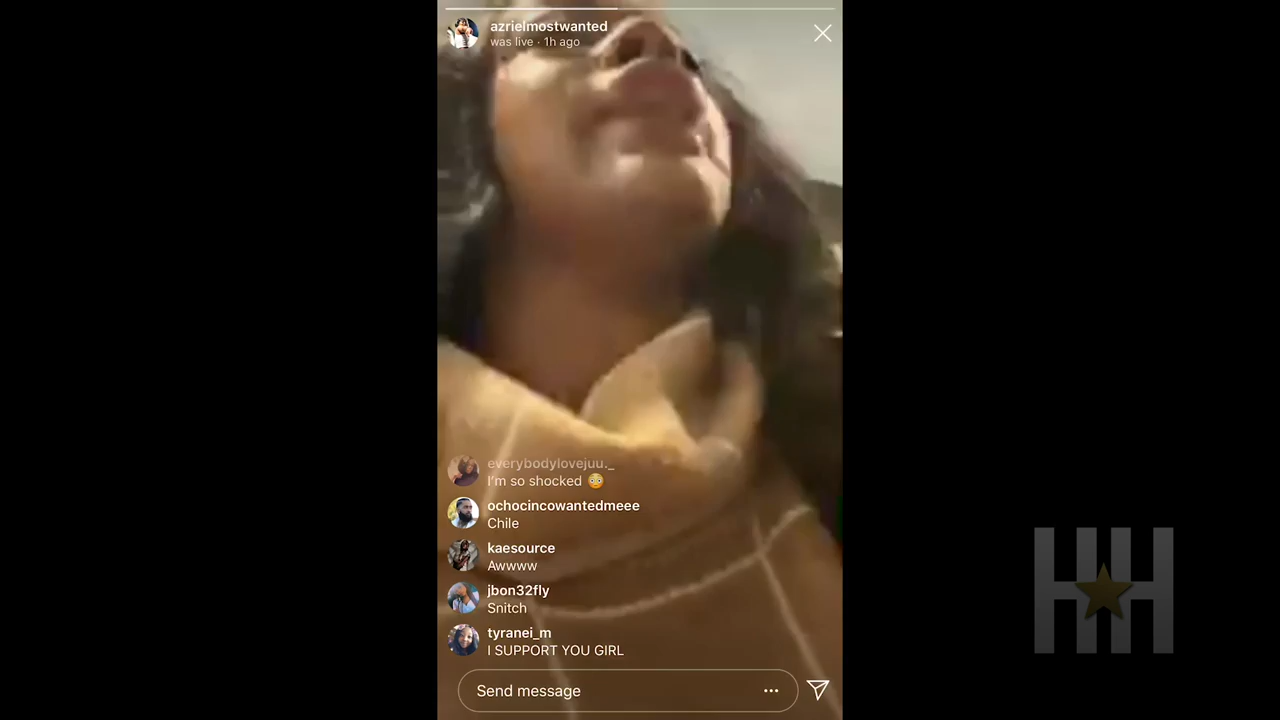 azrielmostwanted
was live · 1h ago
everybodylovejuu._
I'm so shocked 😳
ochocincowantedmeee
Chile
kaesource
Awwww
jbon32fly
Snitch
tyranei_m
I SUPPORT YOU GIRL
Send message
HH